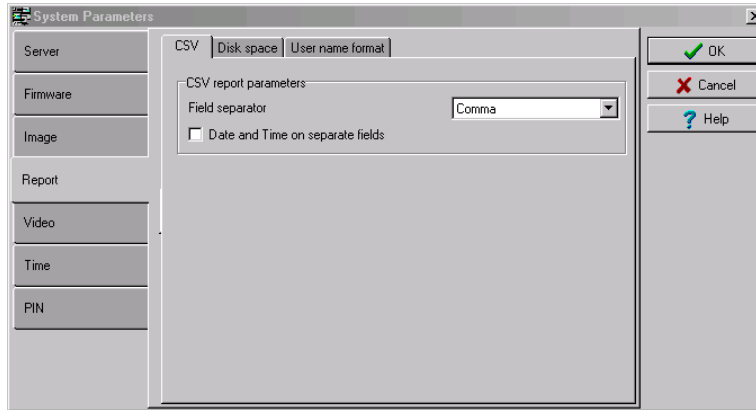 System Parameters
Server
Firmware
Image
Report
Video
Time
PIN
CSV
Disk space
User name format
CSV report parameters
Field separator
Comma
Date and Time on separate fields
OK
Cancel
Help